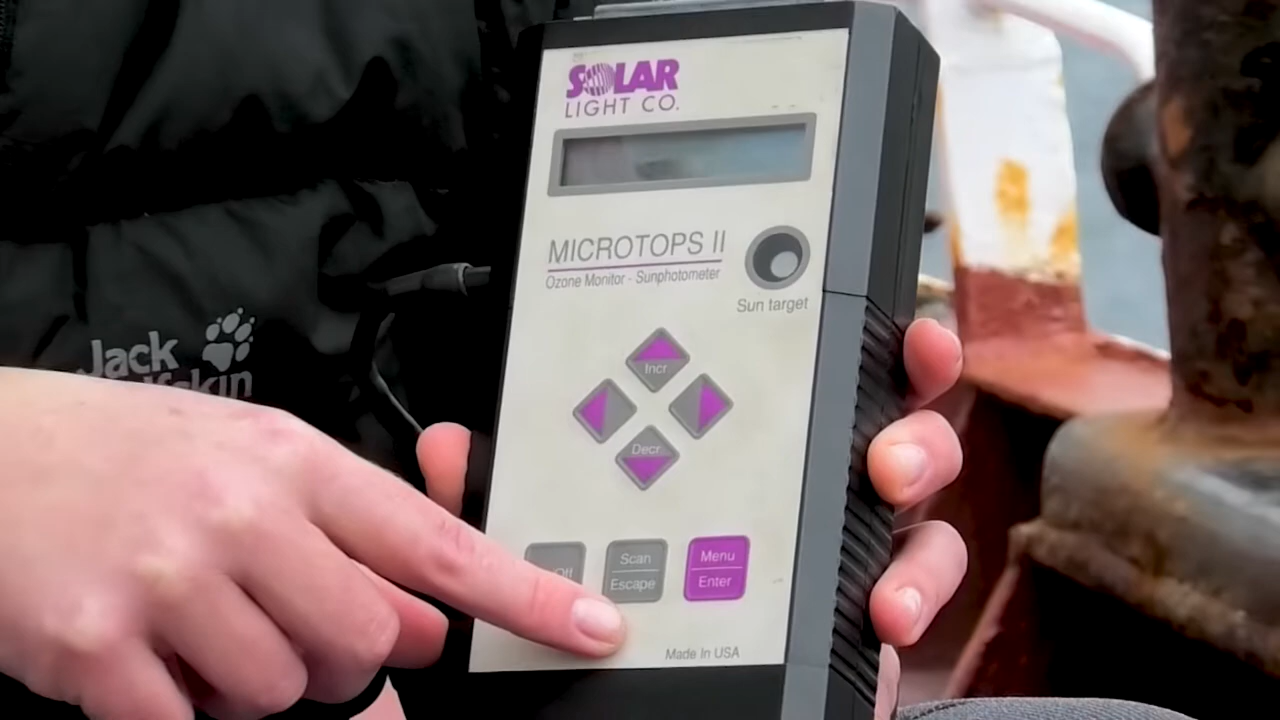 SOLAR
LIGHT CO.
MICROTOPS II
Ozone Monitor - Sunphotometer
Sun target
Incr
Decr
Off
Scan
Escape
Menu
Enter
Made In USA
Jack